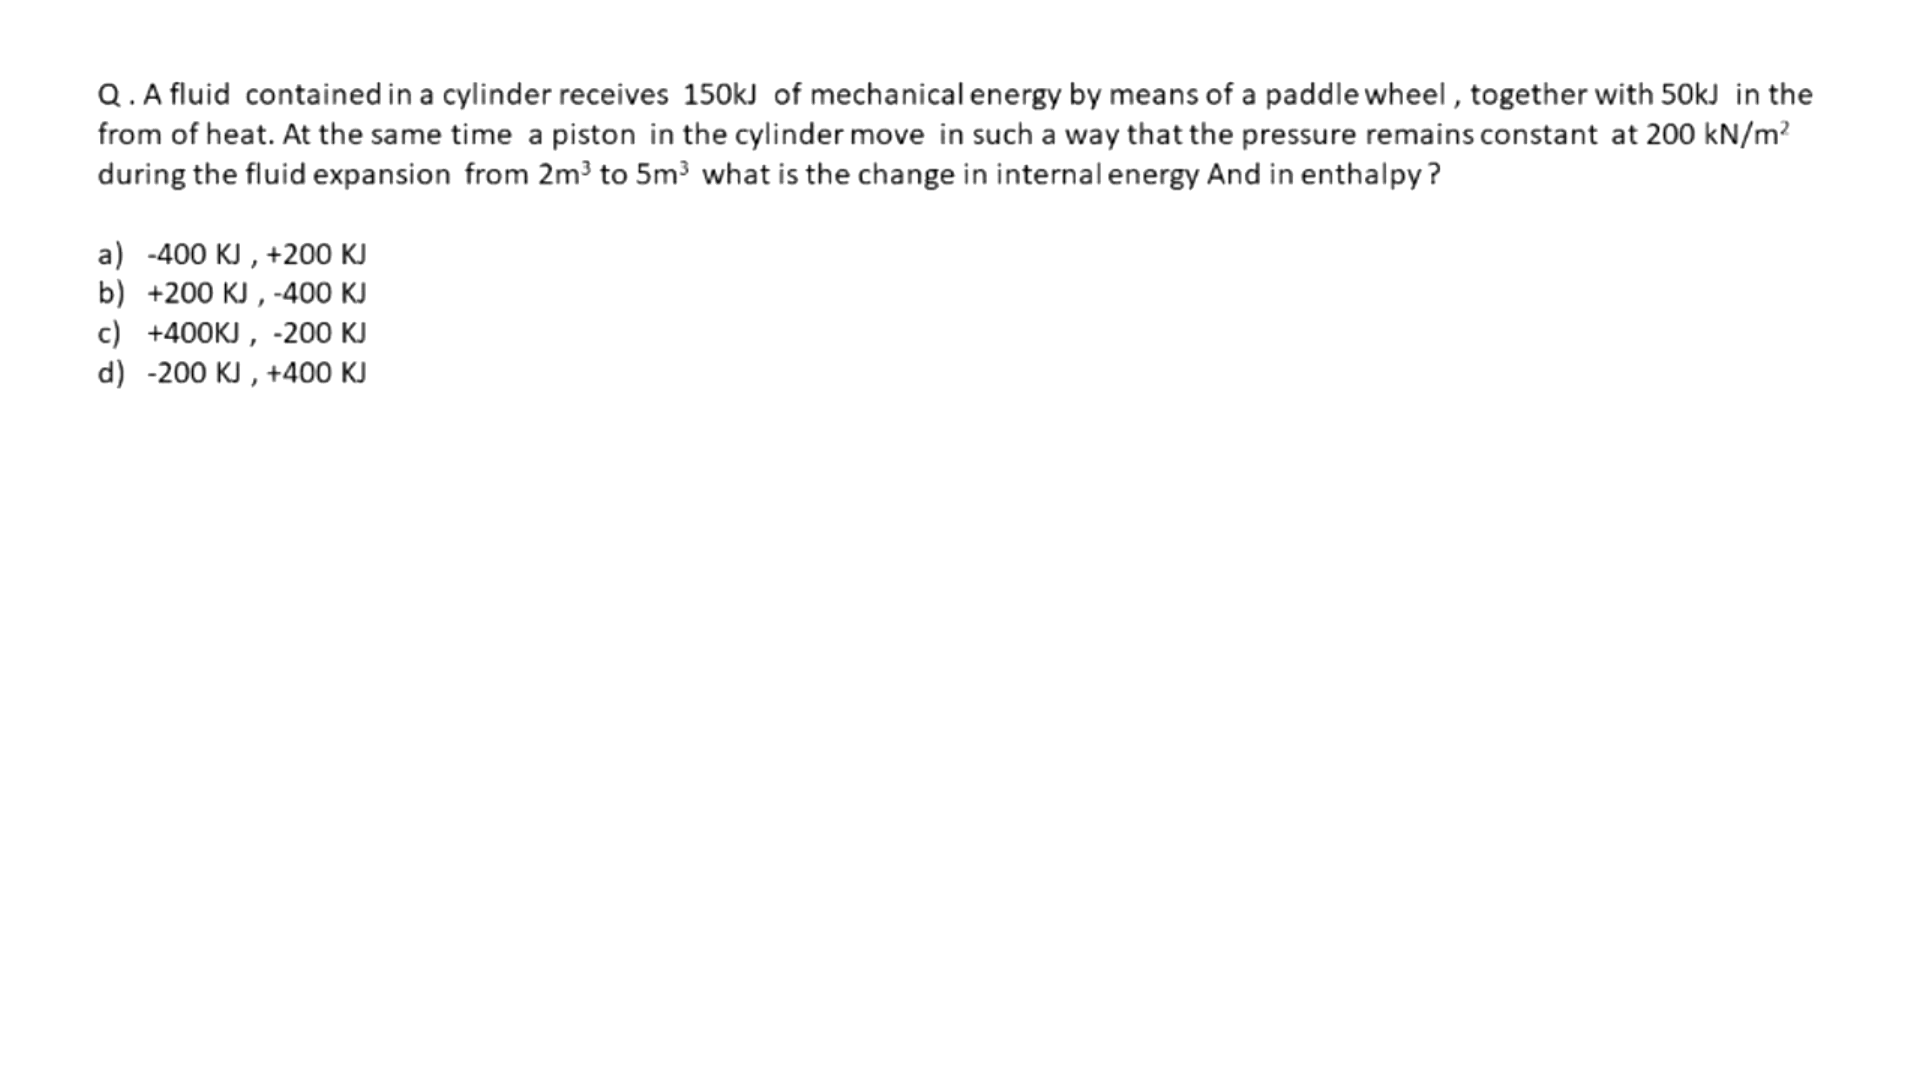 Q. A fluid contained in a cylinder receives 150kJ of mechanical energy by means of a paddle wheel , together with 50kJ in the
from of heat. At the same time a piston in the cylinder move in such a way that the pressure remains constant at 200 kN/m²
during the fluid expansion from 2m³ to 5m³ what is the change in internal energy And in enthalpy ?
a) -400 KJ , +200 KJ
b) +200 KJ , -400 KJ
c) +400KJ , -200 KJ
d) -200 KJ , +400 KJ